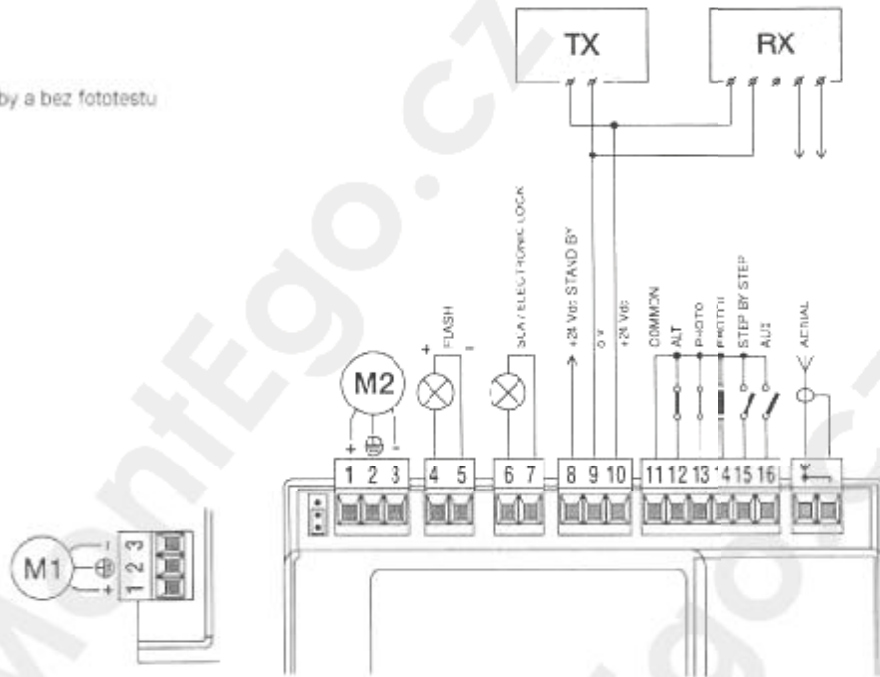 TX
RX
by a bez fototestu
SCA / ELECTRONIC LOCK
+24 Vdc STAND BY
0 V
+24 Vdc
COMMON
ALT
PHOTO
STEP BY STEP
AUX
AERIAL
+ FLASH -
M2
+ -
1 2 3
4 5
6 7
8 9 10
11 12 13 14 15 16
M1
- +
1 2 3
MontEgo.cz